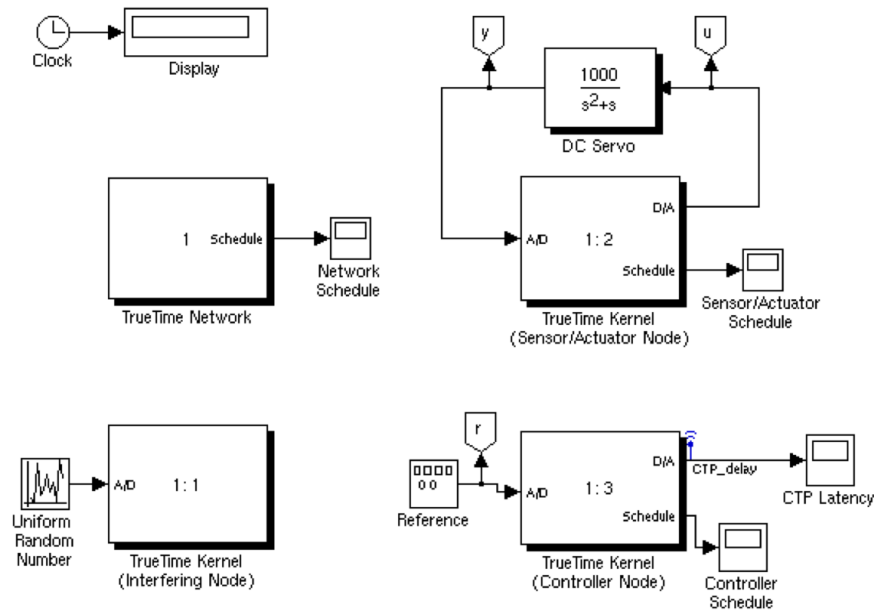 Clock
Display
y
u
1000
s2+s
DC Servo
1
Schedule
Network
Schedule
TrueTime Network
D/A
A/D
1:2
Schedule
Sensor/Actuator
Schedule
TrueTime Kernel
(Sensor/Actuator Node)
A/D
1:1
Uniform
Random
Number
TrueTime Kernel
(Interfering Node)
r
Reference
D/A
A/D
1:3
Schedule
CTP_delay
CTP Latency
TrueTime Kernel
(Controller Node)
Controller
Schedule